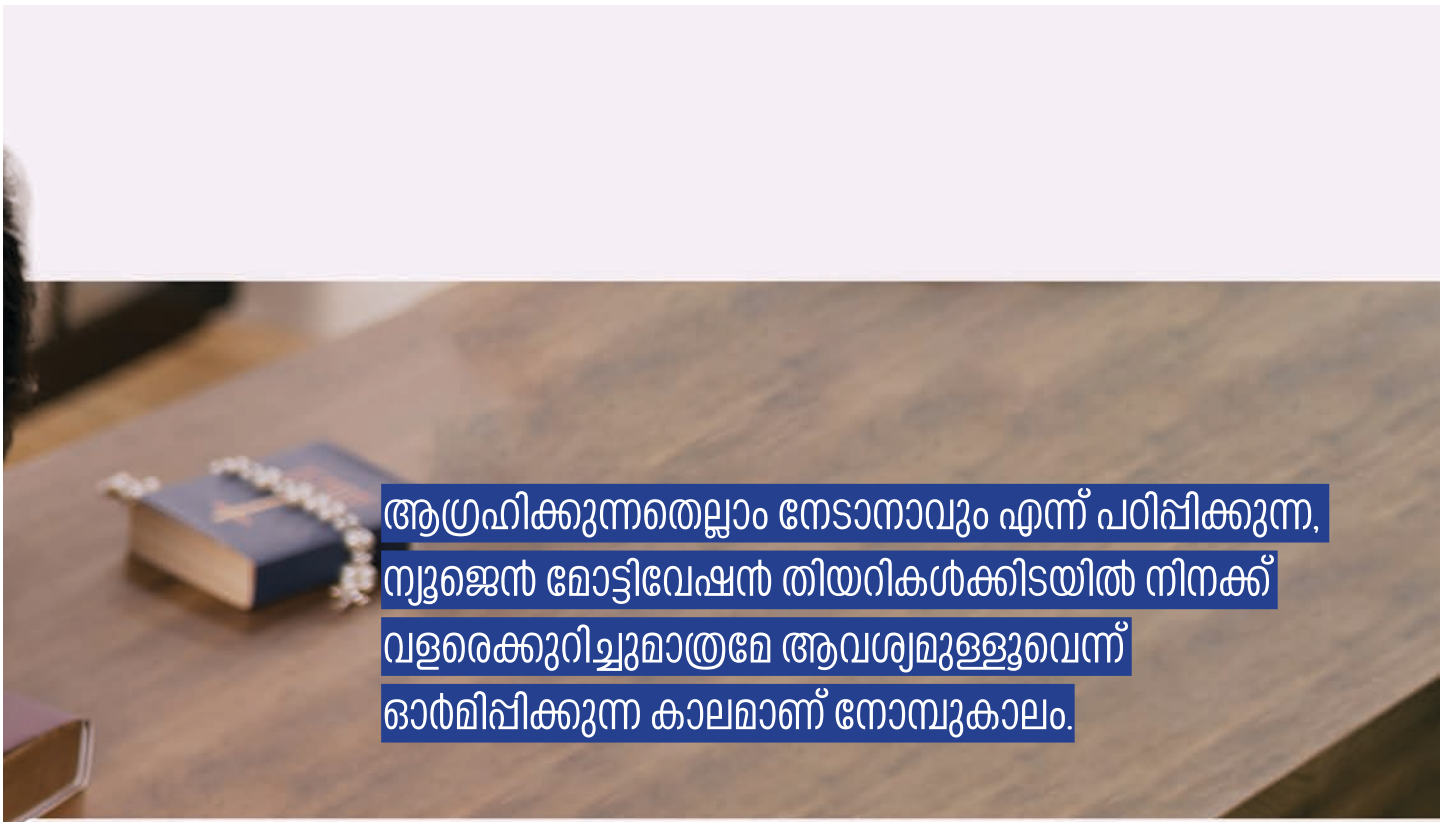 ആഗ്രഹിക്കുന്നതെല്ലാം നേടാനാവും എന്ന് പഠിപ്പിക്കുന്ന,
ന്യൂജെൻ മോട്ടിവേഷൻ തിയറികൾക്കിടയിൽ നിനക്ക്
വളരെക്കുറിച്ചുമാത്രമേ ആവശ്യമുള്ളൂവെന്ന്
ഓർമിപ്പിക്കുന്ന കാലമാണ് നോമ്പുകാലം.